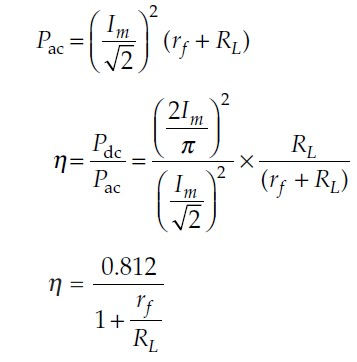 P_ac = (I_m / √2)² (r_f + R_L)
η = P_dc / P_ac = (2I_m / π)² / (I_m / √2)² × R_L / (r_f + R_L)
η = 0.812 / (1 + r_f / R_L)